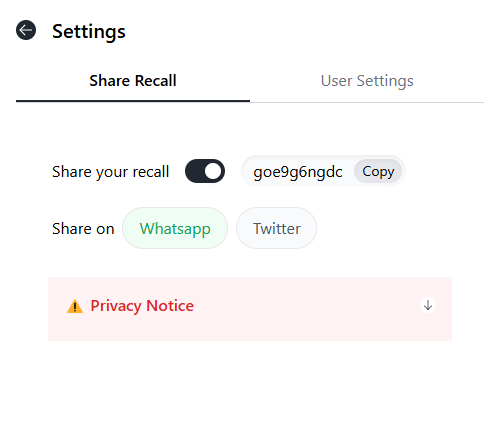 Settings
Share Recall User Settings
Share your recall goe9g6ngdc Copy
Share on Whatsapp Twitter
Privacy Notice